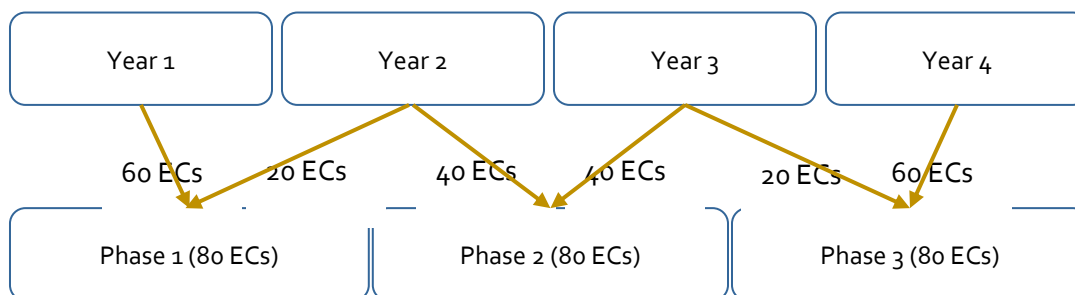 Year 1 Year 2 Year 3 Year 4
60 ECs 20 ECs 40 ECs 40 ECs 20 ECs 60 ECs
Phase 1 (80 ECs) Phase 2 (80 ECs) Phase 3 (80 ECs)